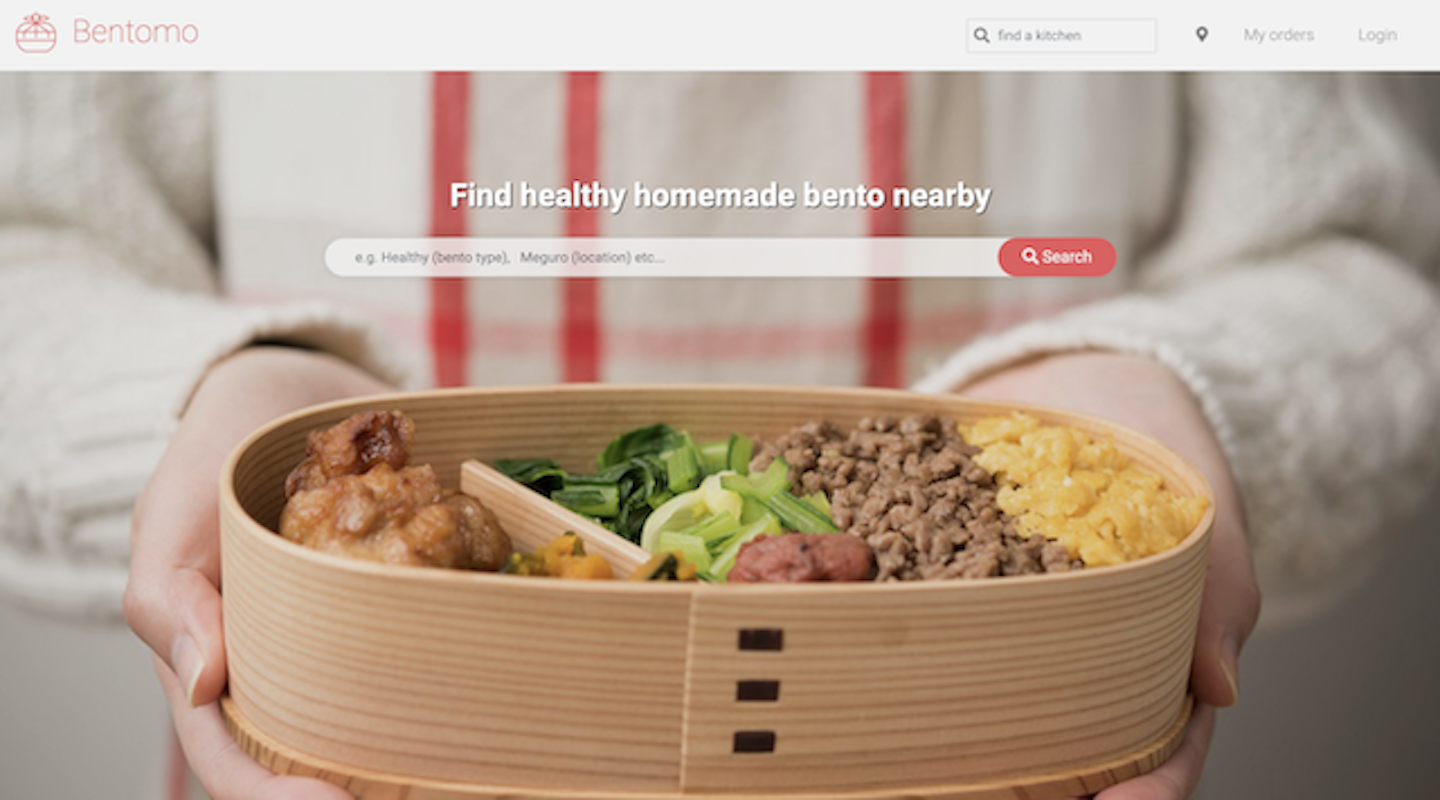 Bentomo
find a kitchen
My orders
Login
Find healthy homemade bento nearby
e.g. Healthy (bento type), Meguro (location) etc...
Search